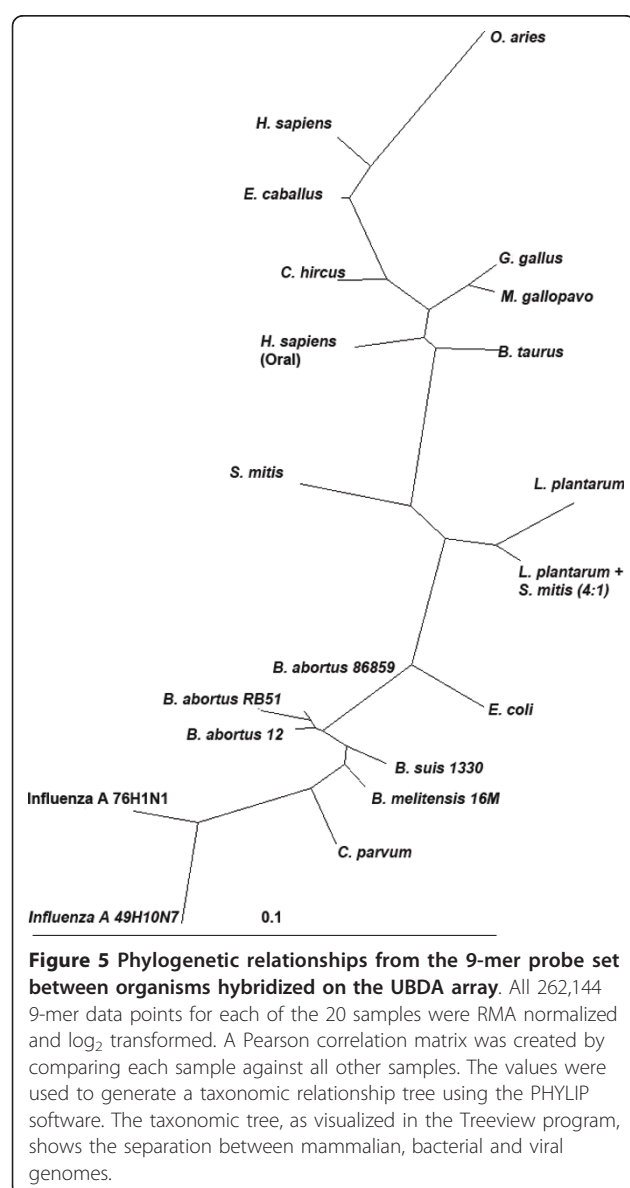 O. aries
H. sapiens
E. caballus
G. gallus
C. hircus
M. gallopavo
H. sapiens
(Oral)
B. taurus
S. mitis
L. plantarum
L. plantarum +
S. mitis (4:1)
B. abortus 86859
B. abortus RB51
E. coli
B. abortus 12
B. suis 1330
Influenza A 76H1N1
B. melitensis 16M
C. parvum
Influenza A 49H10N7
0.1
Figure 5 Phylogenetic relationships from the 9-mer probe set
between organisms hybridized on the UBDA array. All 262,144
9-mer data points for each of the 20 samples were RMA normalized
and log2 transformed. A Pearson correlation matrix was created by
comparing each sample against all other samples. The values were
used to generate a taxonomic relationship tree using the PHYLIP
software. The taxonomic tree, as visualized in the Treeview program,
shows the separation between mammalian, bacterial and viral
genomes.